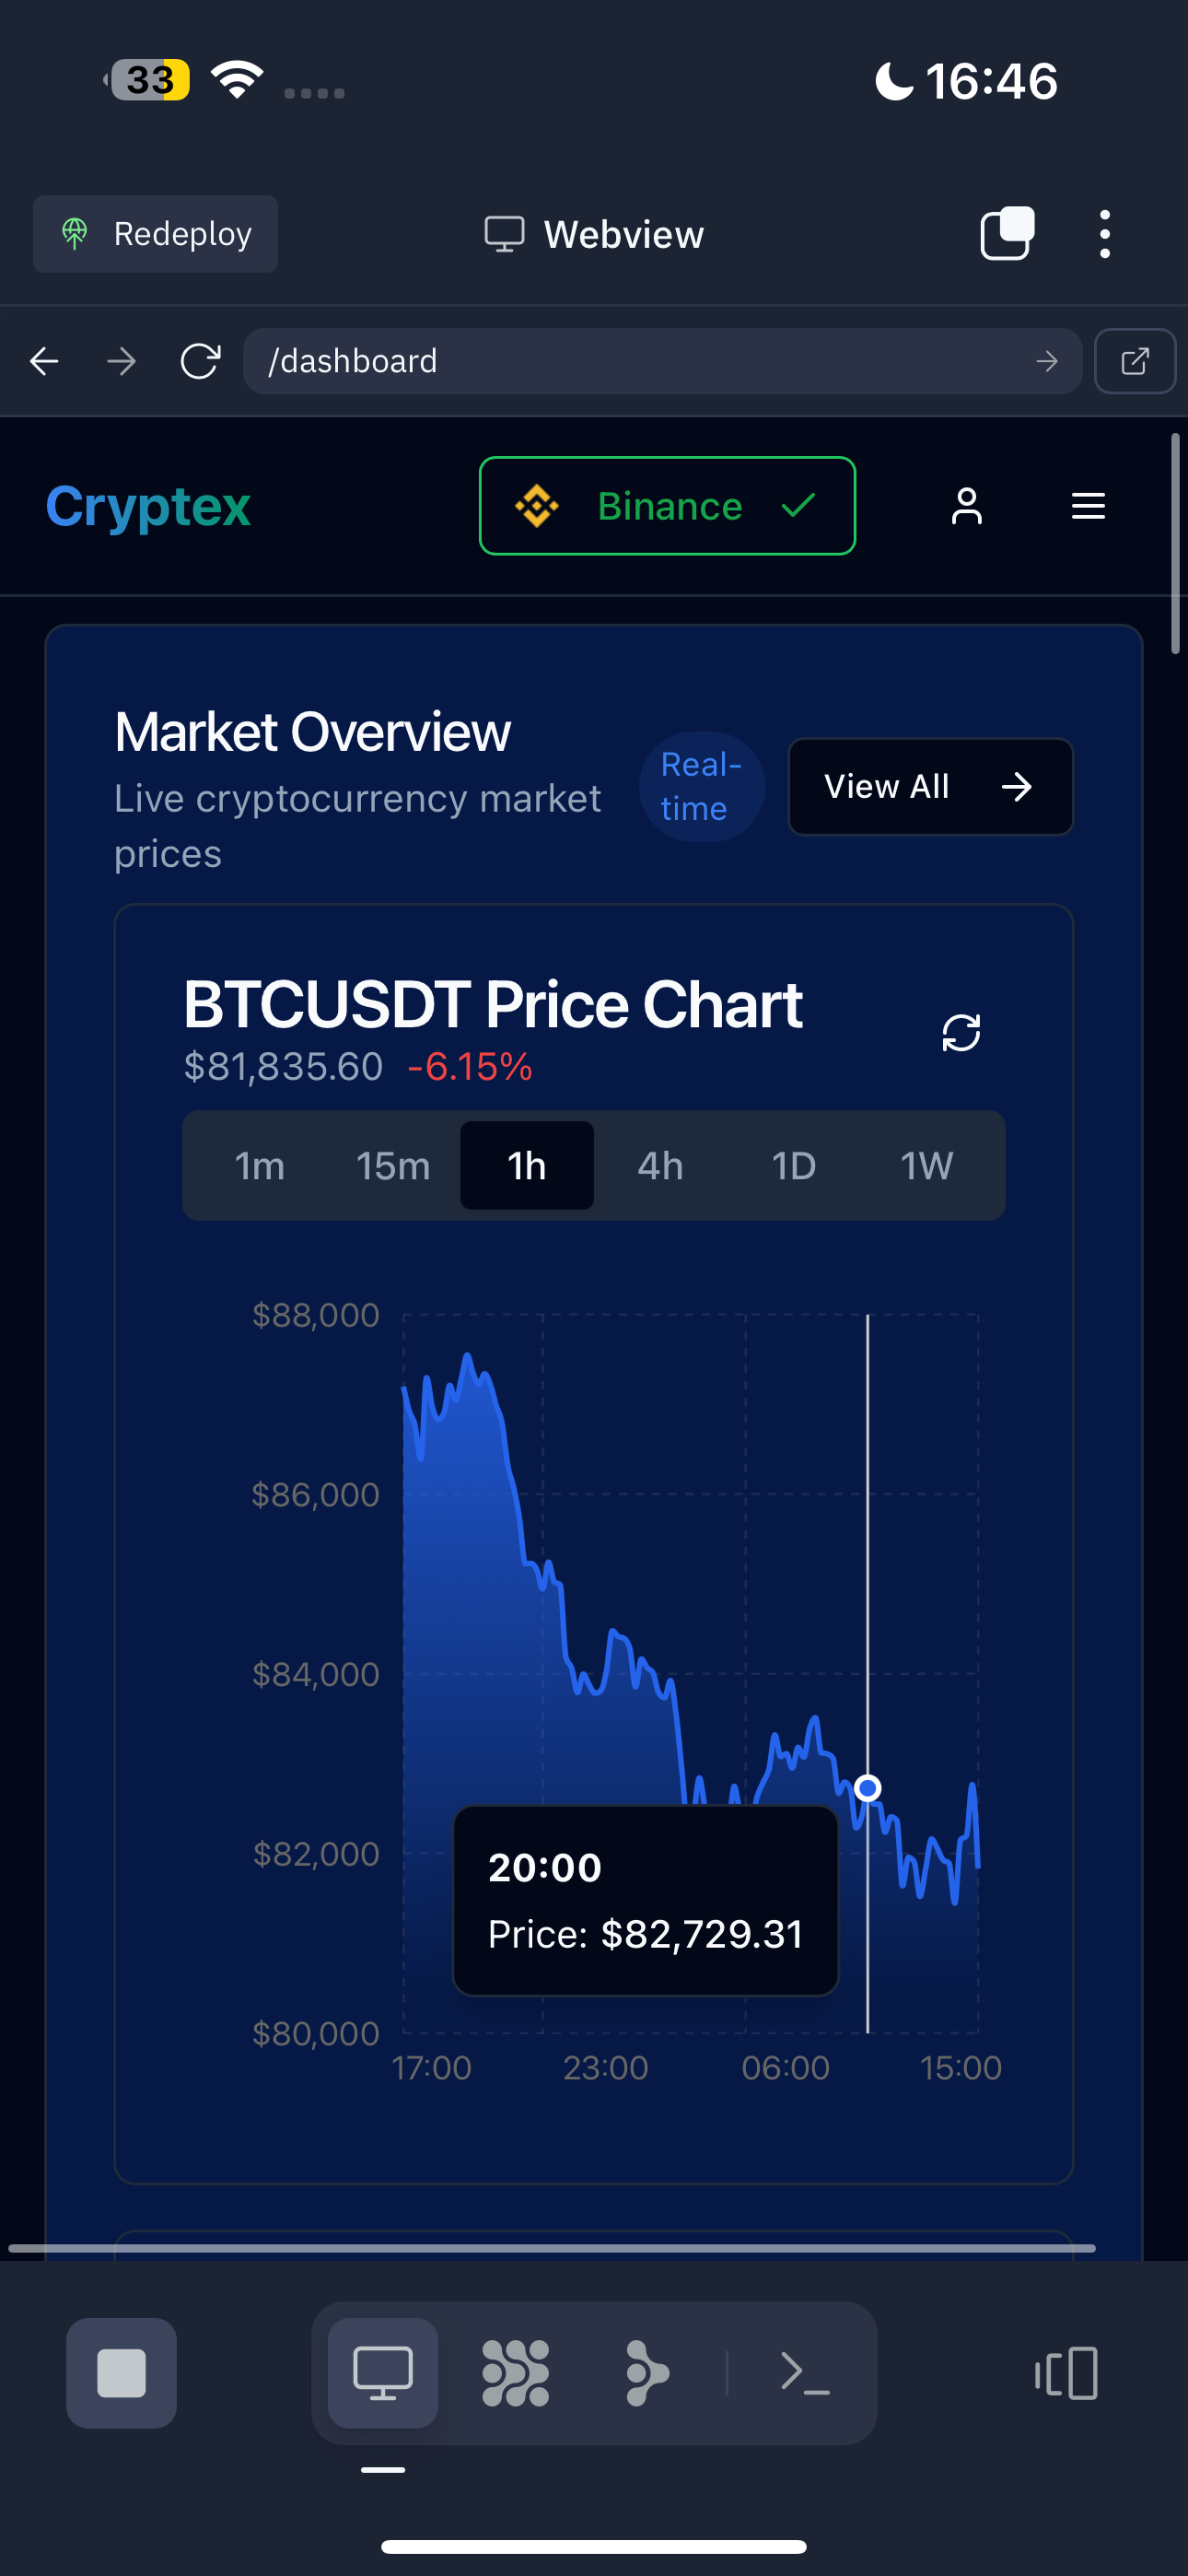 33
16:46
Redeploy
Webview
/dashboard
Cryptex
Binance
Market Overview
Live cryptocurrency market
prices
Real-
time
View All
BTCUSDT Price Chart
$81,835.60 -6.15%
1m 15m 1h 4h 1D 1W
$88,000
$86,000
$84,000
$82,000
$80,000
20:00
Price: $82,729.31
17:00 23:00 06:00 15:00